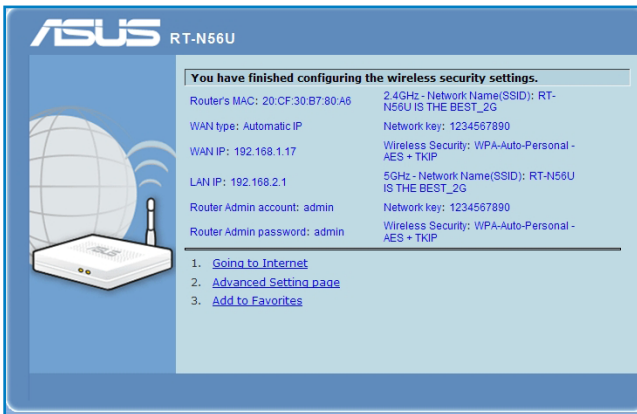 ASUS RT-N56U
You have finished configuring the wireless security settings.
Router's MAC: 20:CF:30:B7:80:A6
2.4GHz - Network Name(SSID): RT-
N56U IS THE BEST_2G
WAN type: Automatic IP
Network key: 1234567890
WAN IP: 192.168.1.17
Wireless Security: WPA-Auto-Personal -
AES + TKIP
LAN IP: 192.168.2.1
5GHz - Network Name(SSID): RT-N56U
IS THE BEST_2G
Router Admin account: admin
Network key: 1234567890
Router Admin password: admin
Wireless Security: WPA-Auto-Personal -
AES + TKIP
1. Going to Internet
2. Advanced Setting page
3. Add to Favorites
ASUS